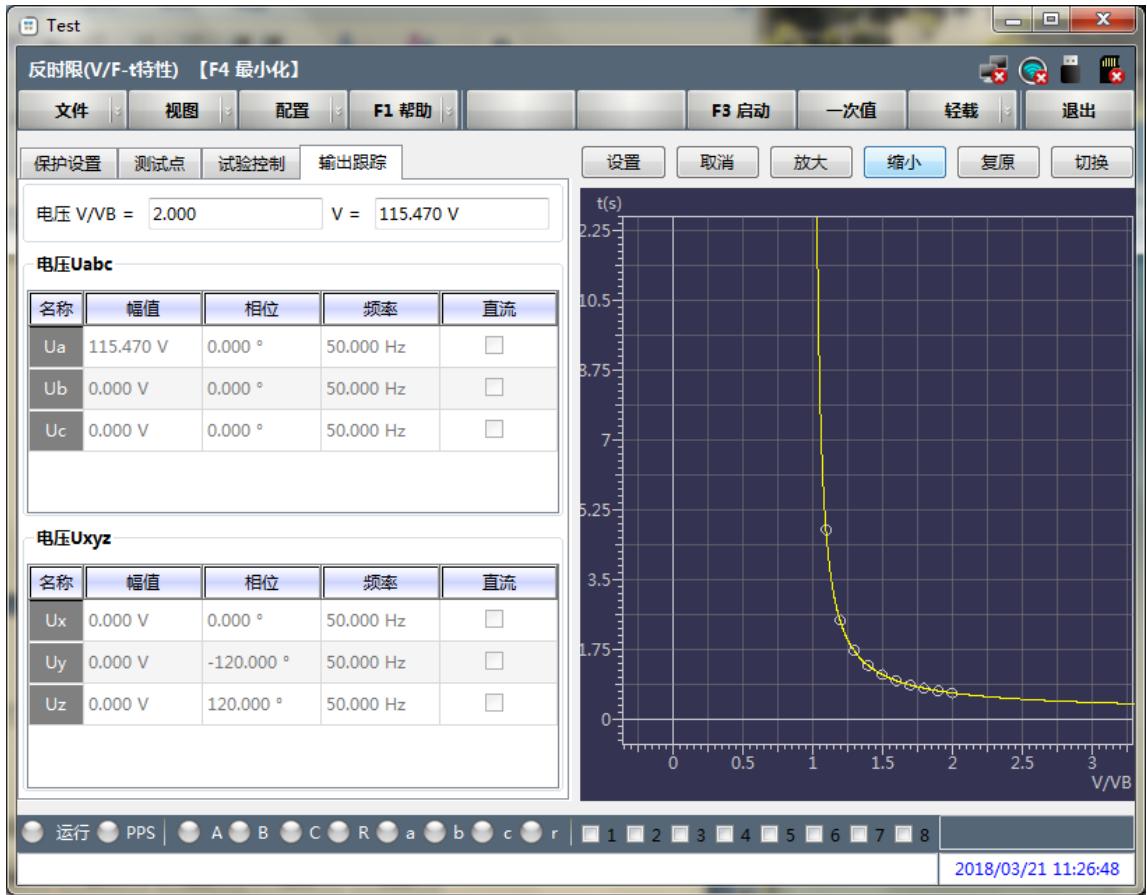 Test
反时限(V/F-t特性) 【F4 最小化】
文件 视图 配置 F1 帮助 F3 启动 一次值 轻载 退出
保护设置 测试点 试验控制 输出跟踪
设置 取消 放大 缩小 复原 切换
电压 V/VB = 2.000 V = 115.470 V
电压Uabc
名称 幅值 相位 频率 直流
Ua 115.470 V 0.000 ° 50.000 Hz
Ub 0.000 V 0.000 ° 50.000 Hz
Uc 0.000 V 0.000 ° 50.000 Hz
电压Uxyz
名称 幅值 相位 频率 直流
Ux 0.000 V 0.000 ° 50.000 Hz
Uy 0.000 V -120.000 ° 50.000 Hz
Uz 0.000 V 120.000 ° 50.000 Hz
t(s)
2.25
10.5
8.75
7
5.25
3.5
1.75
0
0 0.5 1 1.5 2 2.5 3
V/VB
运行 PPS A B C R a b c r 1 2 3 4 5 6 7 8
2018/03/21 11:26:48